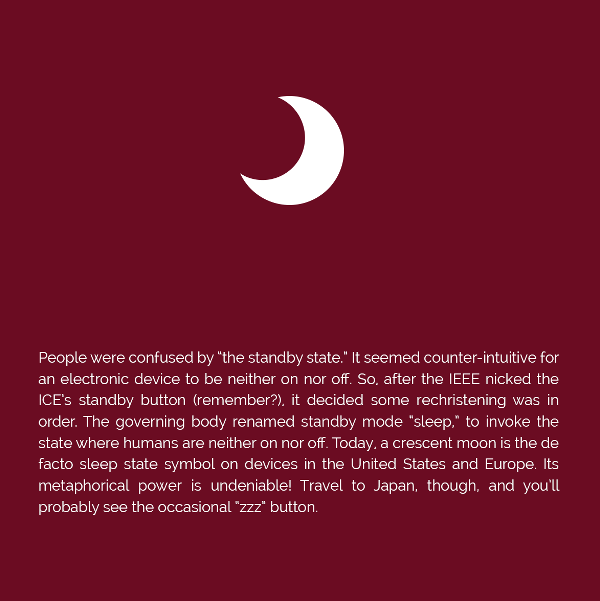 People were confused by “the standby state.” It seemed counter-intuitive for
an electronic device to be neither on nor off. So, after the IEEE nicked the
ICE’s standby button (remember?), it decided some rechristening was in
order. The governing body renamed standby mode “sleep,” to invoke the
state where humans are neither on nor off. Today, a crescent moon is the de
facto sleep state symbol on devices in the United States and Europe. Its
metaphorical power is undeniable! Travel to Japan, though, and you’ll
probably see the occasional “zzz” button.